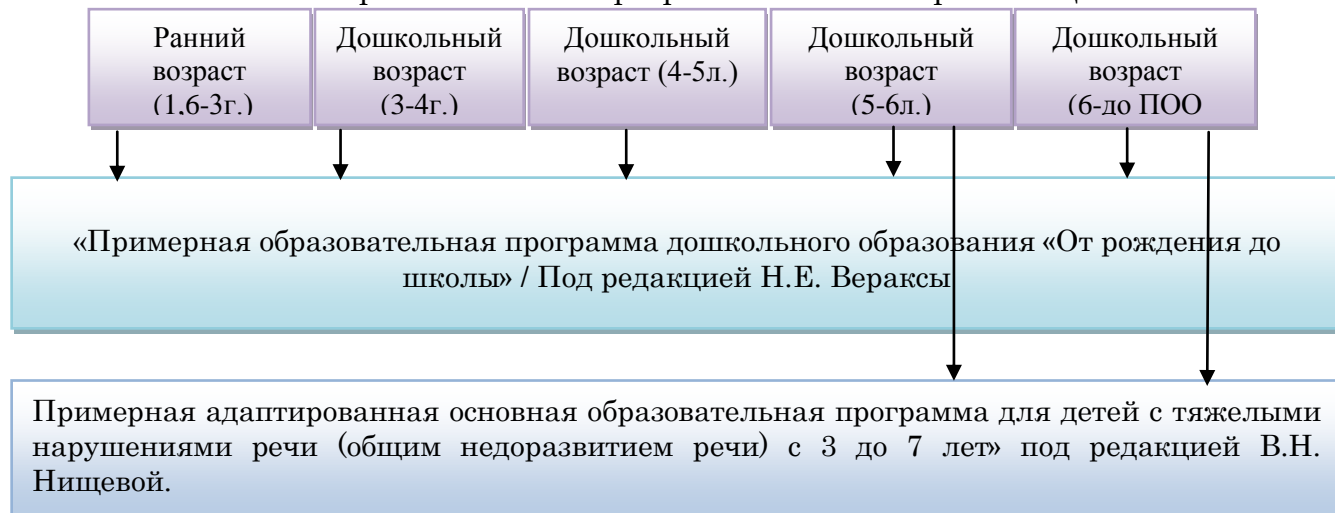 Ранний
возраст
(1,6-3г.)
Дошкольный
возраст
(3-4г.)
Дошкольный
возраст (4-5л.)
Дошкольный
возраст
(5-6л.)
Дошкольный
возраст
(6-до ПОО
«Примерная образовательная программа дошкольного образования «От рождения до
школы» / Под редакцией Н.Е. Вераксы
Примерная адаптированная основная образовательная программа для детей с тяжелыми
нарушениями речи (общим недоразвитием речи) с 3 до 7 лет» под редакцией В.Н.
Нищевой.